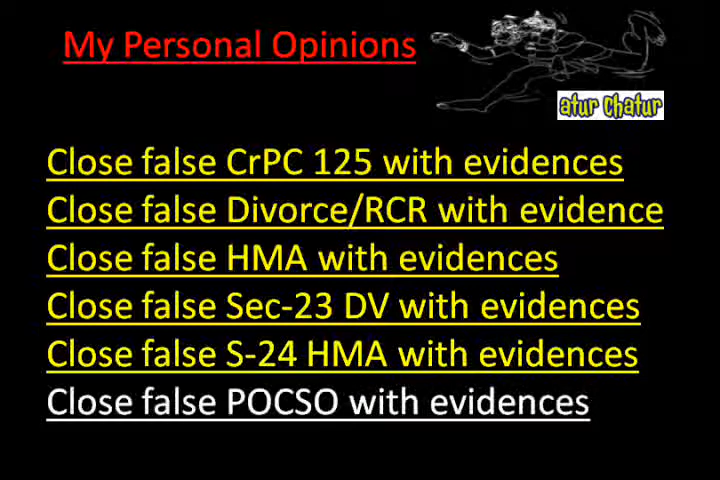 My Personal Opinions
atur chatur
Close false CrPC 125 with evidences
Close false Divorce/RCR with evidence
Close false HMA with evidences
Close false Sec-23 DV with evidences
Close false S-24 HMA with evidences
Close false POCSO with evidences